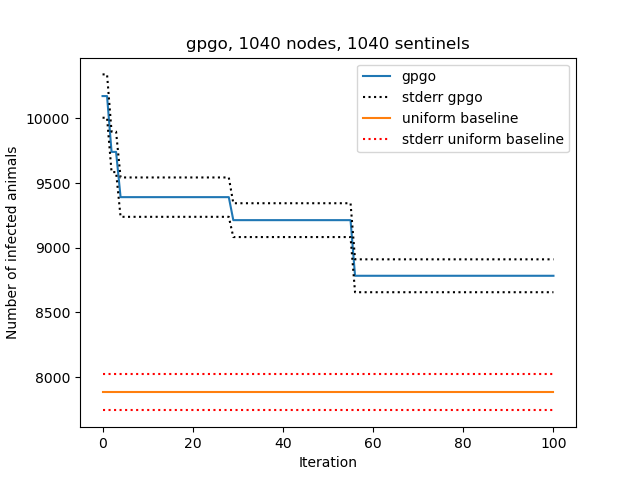 gpgo, 1040 nodes, 1040 sentinels
gpgo
stderr gpgo
uniform baseline
stderr uniform baseline
10000
9500
9000
8500
8000
Number of infected animals
0 20 40 60 80 100
Iteration